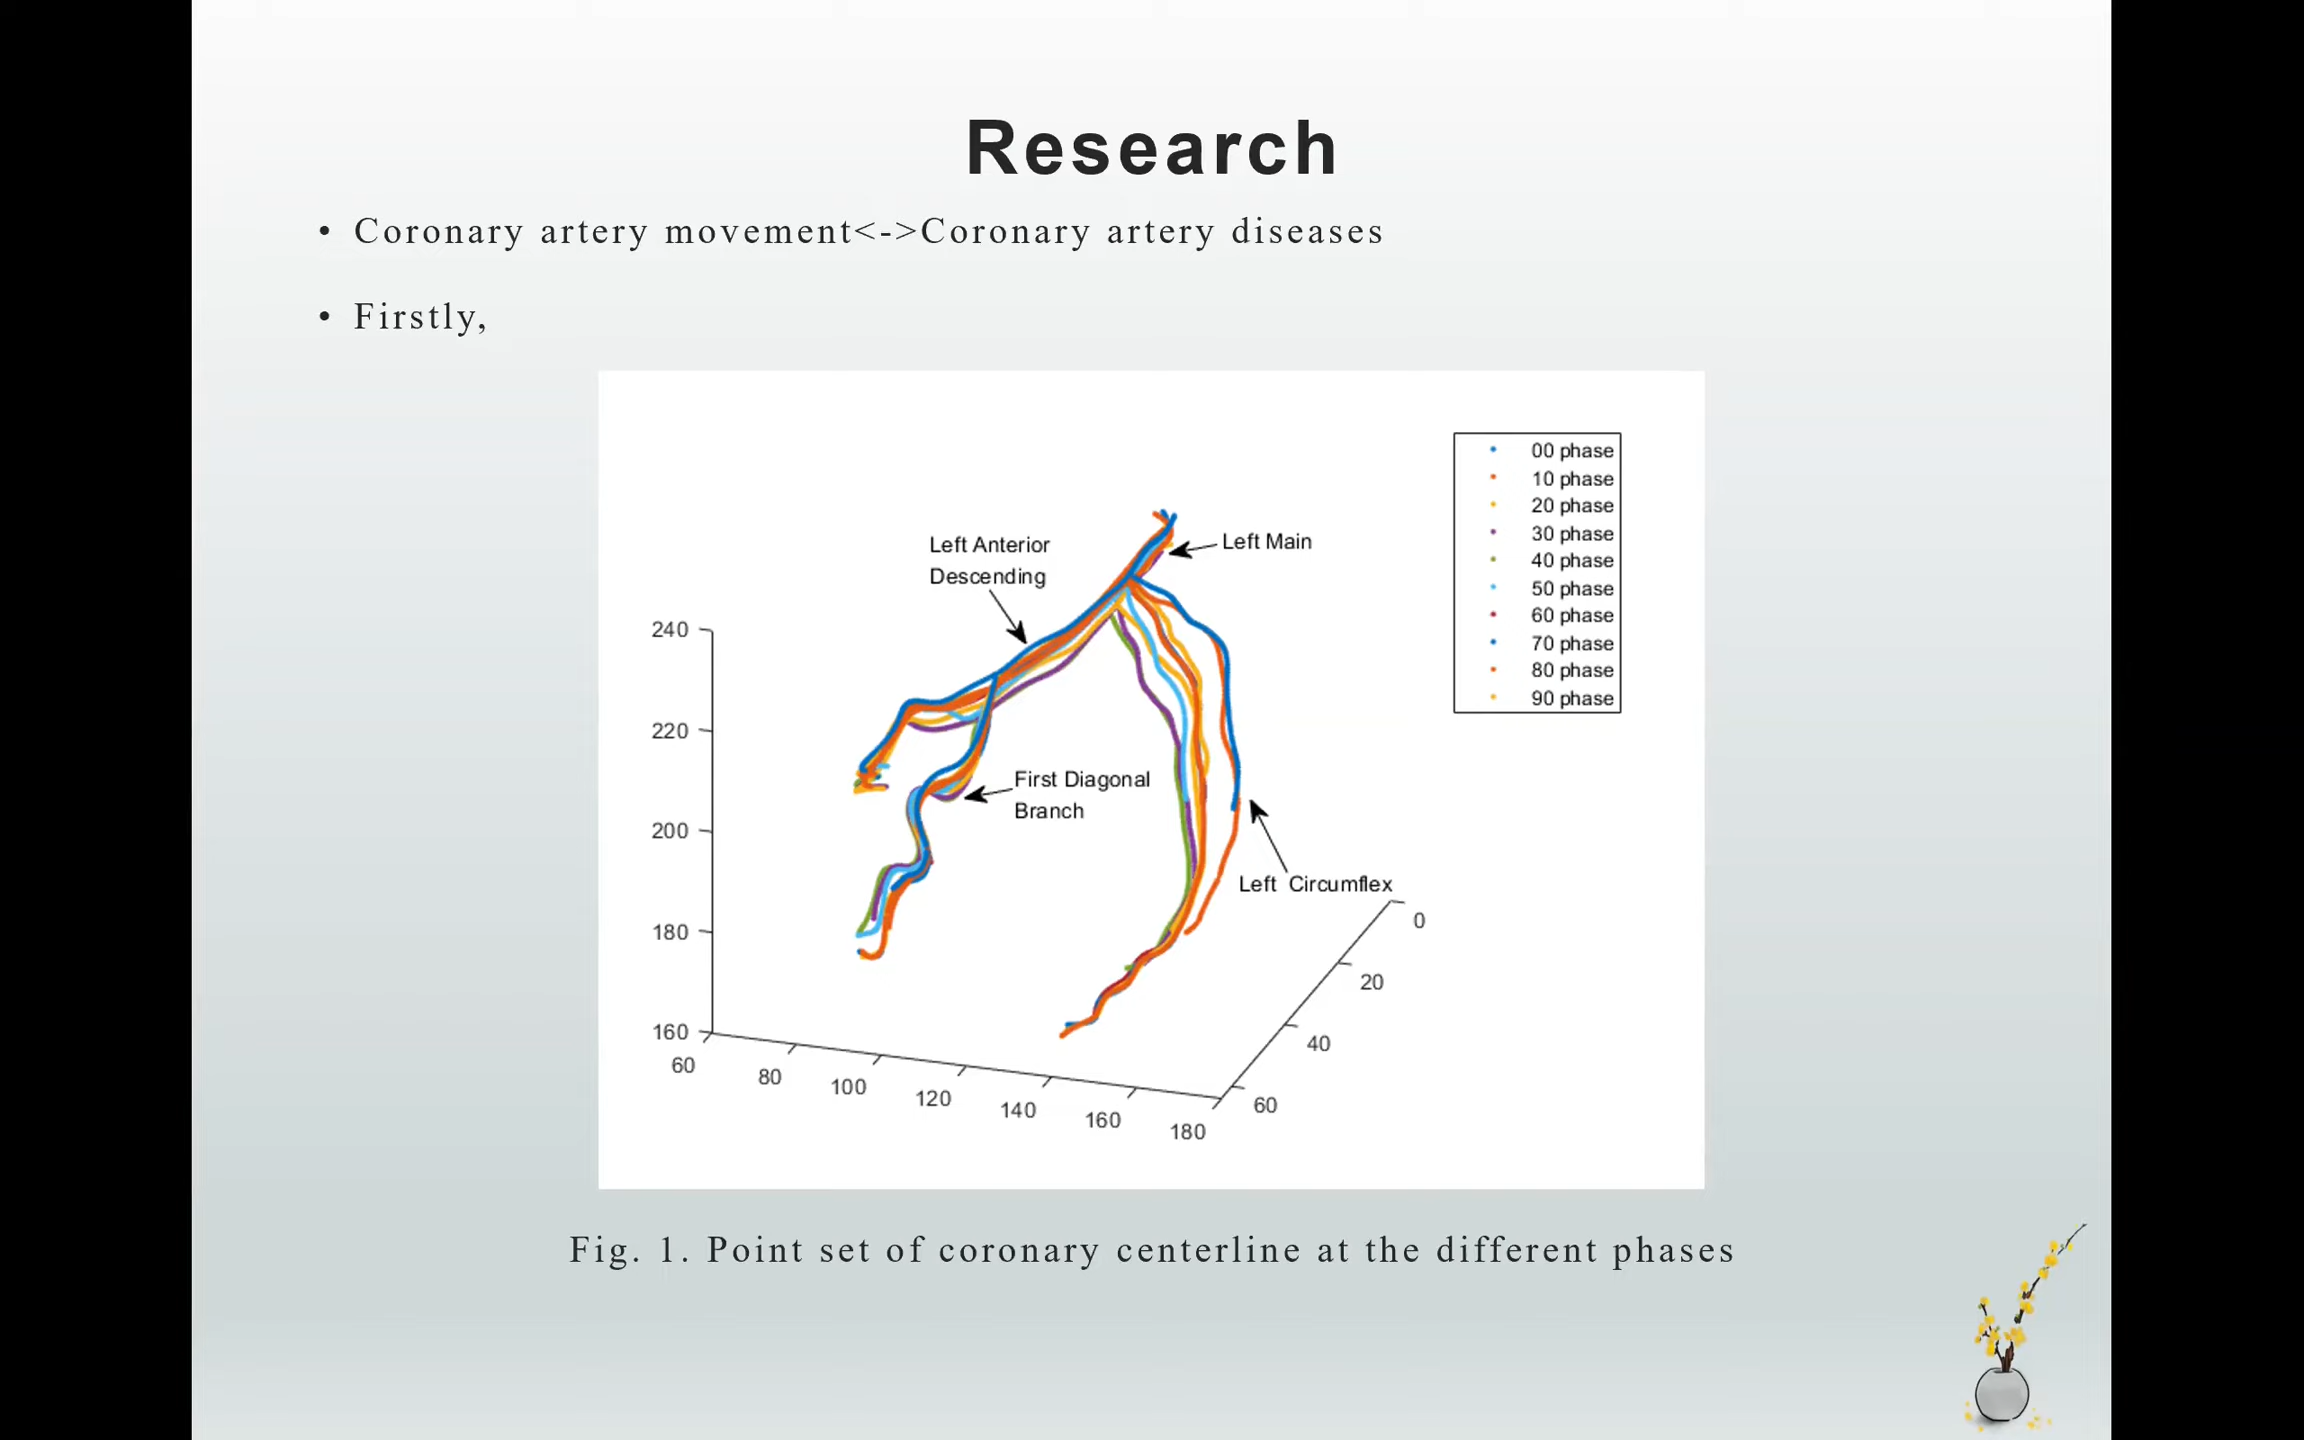 Research
• Coronary artery movement<->Coronary artery diseases
• Firstly,
00 phase
10 phase
20 phase
30 phase
40 phase
50 phase
60 phase
70 phase
80 phase
90 phase
Left Anterior
Descending
Left Main
First Diagonal
Branch
Left Circumflex
240
220
200
180
160
60
80
100
120
140
160
180
0
20
40
60
Fig. 1. Point set of coronary centerline at the different phases